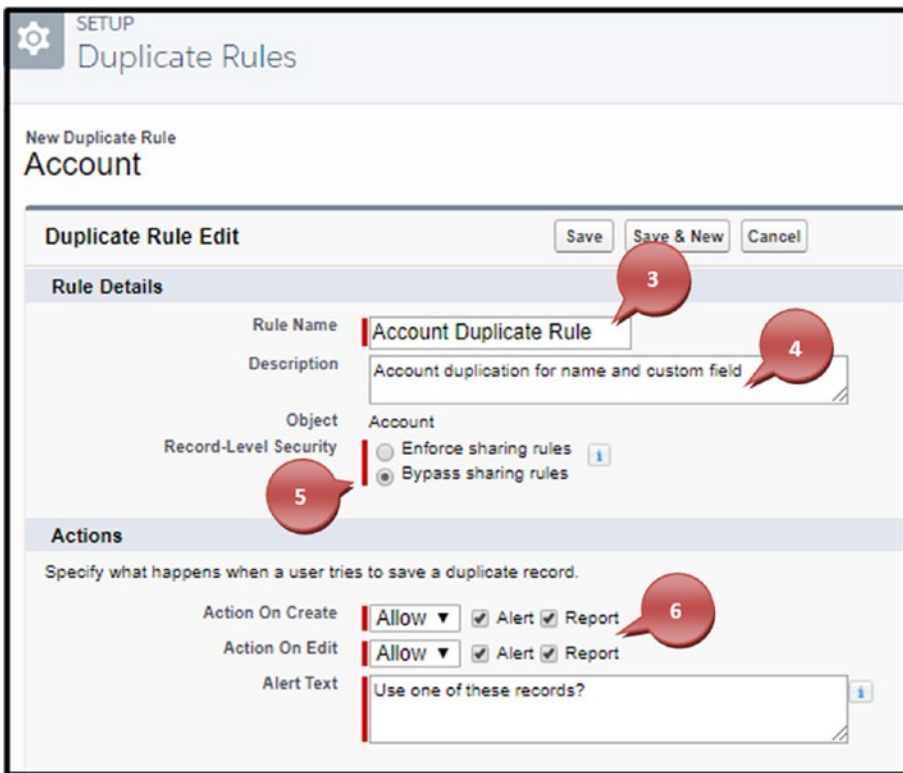 SETUP
Duplicate Rules
New Duplicate Rule
Account
Duplicate Rule Edit
Save
Save & New
Cancel
Rule Details
3
Rule Name
Account Duplicate Rule
4
Description
Account duplication for name and custom field
Object
Account
Record-Level Security
Enforce sharing rules
i
Bypass sharing rules
5
Actions
Specify what happens when a user tries to save a duplicate record.
Action On Create
Allow
Alert
Report
6
Action On Edit
Allow
Alert
Report
Alert Text
Use one of these records?
i